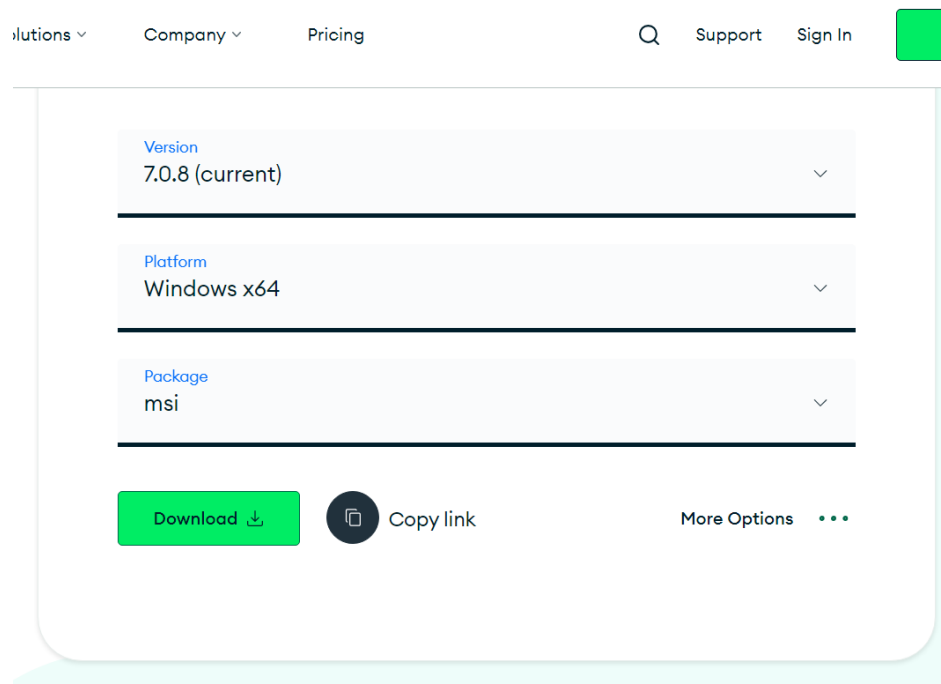 olutions Company Pricing Support Sign In
Version
7.0.8 (current)
Platform
Windows x64
Package
msi
Download Copy link More Options